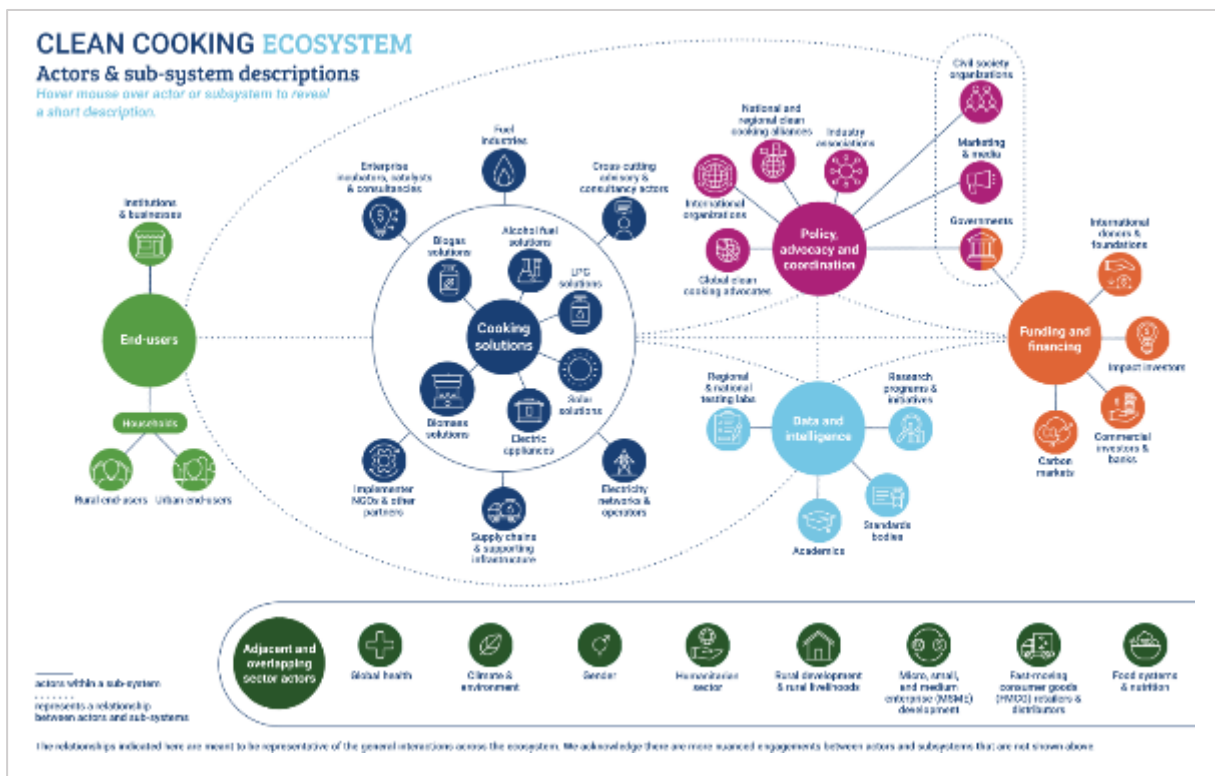 CLEAN COOKING ECOSYSTEM
Actors & sub-system descriptions
Hover mouse over actor or subsystem to reveal
a short description.
Civil society
organizations
Marketing
& media
Governments
National and
regional clean
cooking alliances
Industry
associations
International
organizations
Global clean
cooking advocates
Policy,
advocacy and
coordination
International
donors &
foundations
Funding and
financing
Impact investors
Commercial
investors &
banks
Carbon
markets
Fuel
industries
Enterprise
incubators, catalysts
& consultancies
Cross-cutting
advisory &
consultancy actors
Biogas
solutions
Alcohol fuel
solutions
LPG
solutions
Cooking
solutions
Solar
solutions
Biomass
solutions
Electric
appliances
Implementer
NGOs & other
partners
Supply chains
& supporting
infrastructure
Electricity
networks &
operators
Institutions
& businesses
End-users
Households
Rural end-users
Urban end-users
Regional
& national
testing labs
Research
programs &
initiatives
Data and
intelligence
Academics
Standards
bodies
Adjacent and
overlapping
sector actors
Global health
Climate &
environment
Gender
Humanitarian
sector
Rural development
& rural livelihoods
Micro, small,
and medium
enterprise (MSME)
development
Fast-moving
consumer goods
(FMCG) retailers &
distributors
Food systems
& nutrition
actors within a sub-system
represents a relationship
between actors and sub-systems
The relationships indicated here are meant to be representative of the general interactions across the ecosystem. We acknowledge there are more nuanced engagements between actors and subsystems that are not shown above